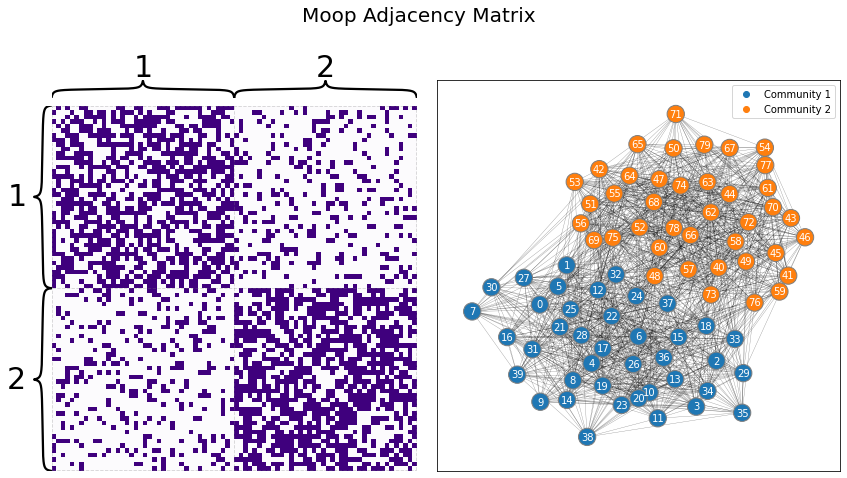 Moop Adjacency Matrix
1 2
1
2
Community 1
Community 2
71
65 50 79 67 54
77
42 64 47 74 63 61
53 55 44
51 68 62 70 43
56 52 78 72
69 75 66 58 46
60 45
1 32 48 57 40 49 41
27 5 12 59
30 24 73 76
0 25 37
7 22
21 28 6 18
16 15 33
31 17 36
4 26 2
39 8 19 13 29
14 10 34
9 23 20 3 35
11
38